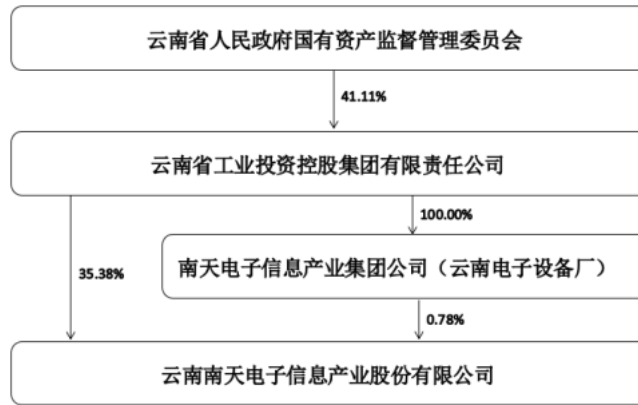 云南省人民政府国有资产监督管理委员会
41.11%
云南省工业投资控股集团有限责任公司
100.00%
35.38%
南天电子信息产业集团公司（云南电子设备厂）
0.78%
云南南天电子信息产业股份有限公司